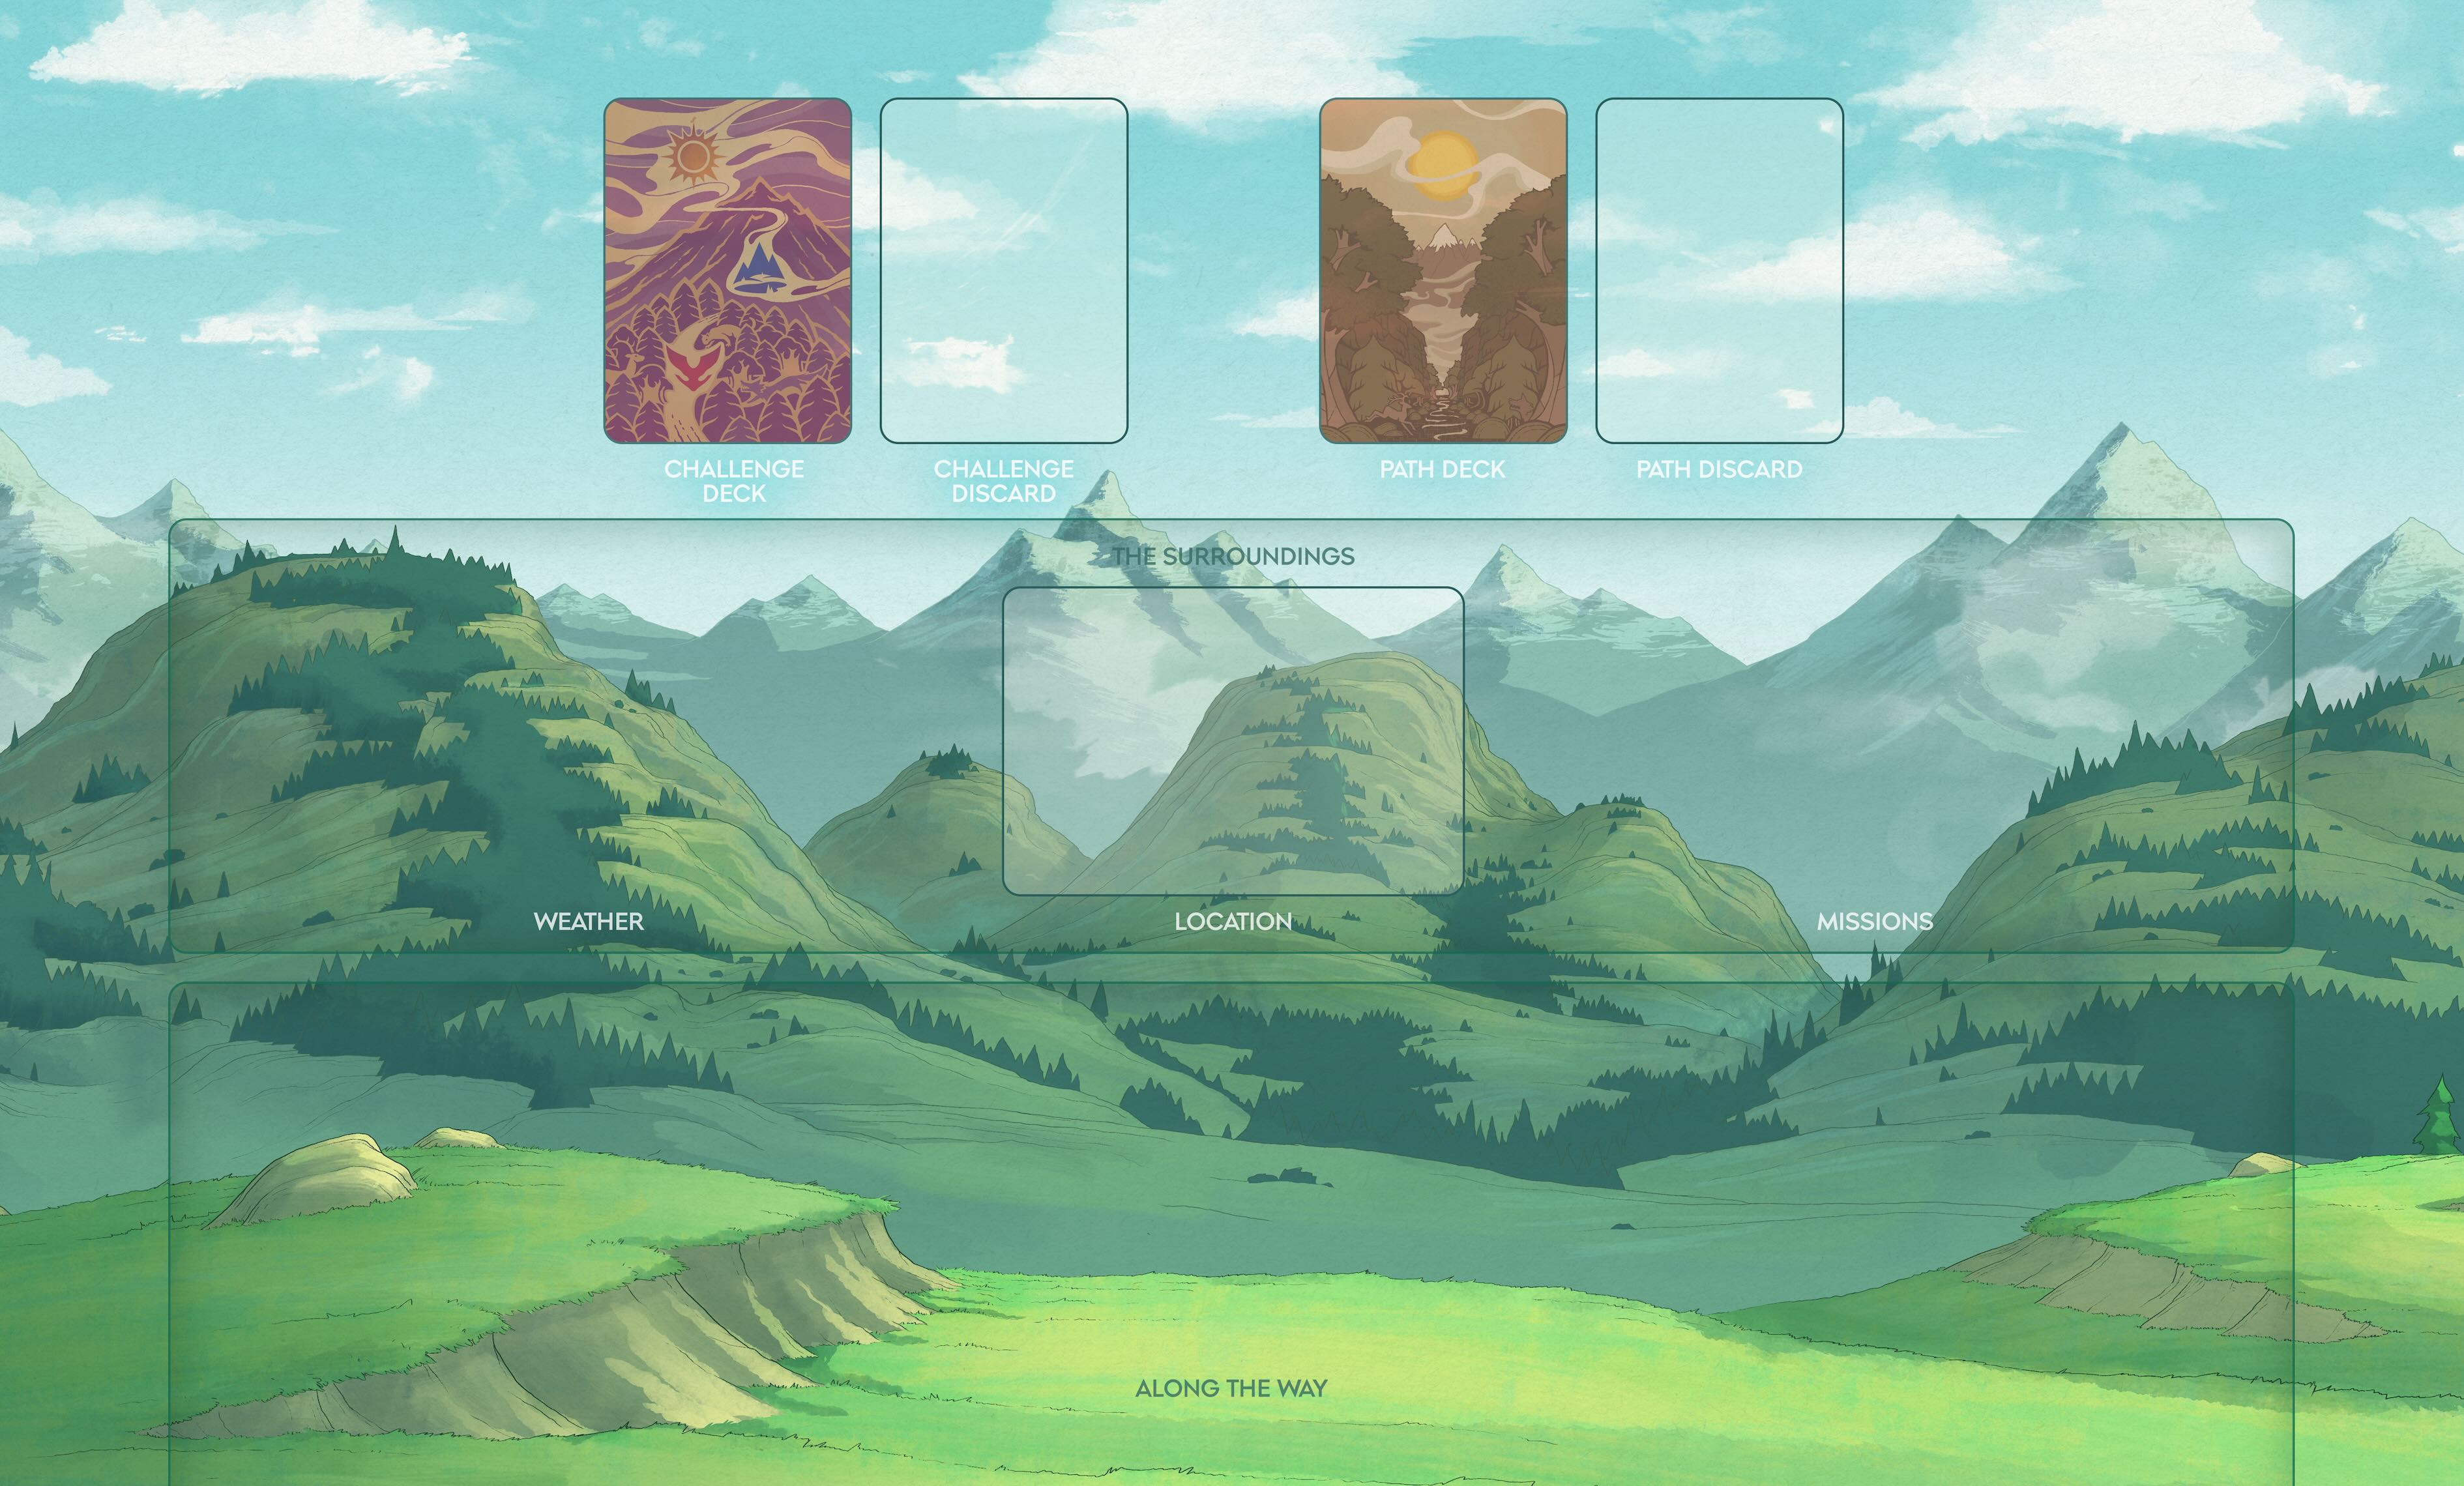 CHALLENGE
DECK
CHALLENGE
DISCARD
PATH DECK
PATH DISCARD
THE SURROUNDINGS
WEATHER
LOCATION
MISSIONS
ALONG THE WAY